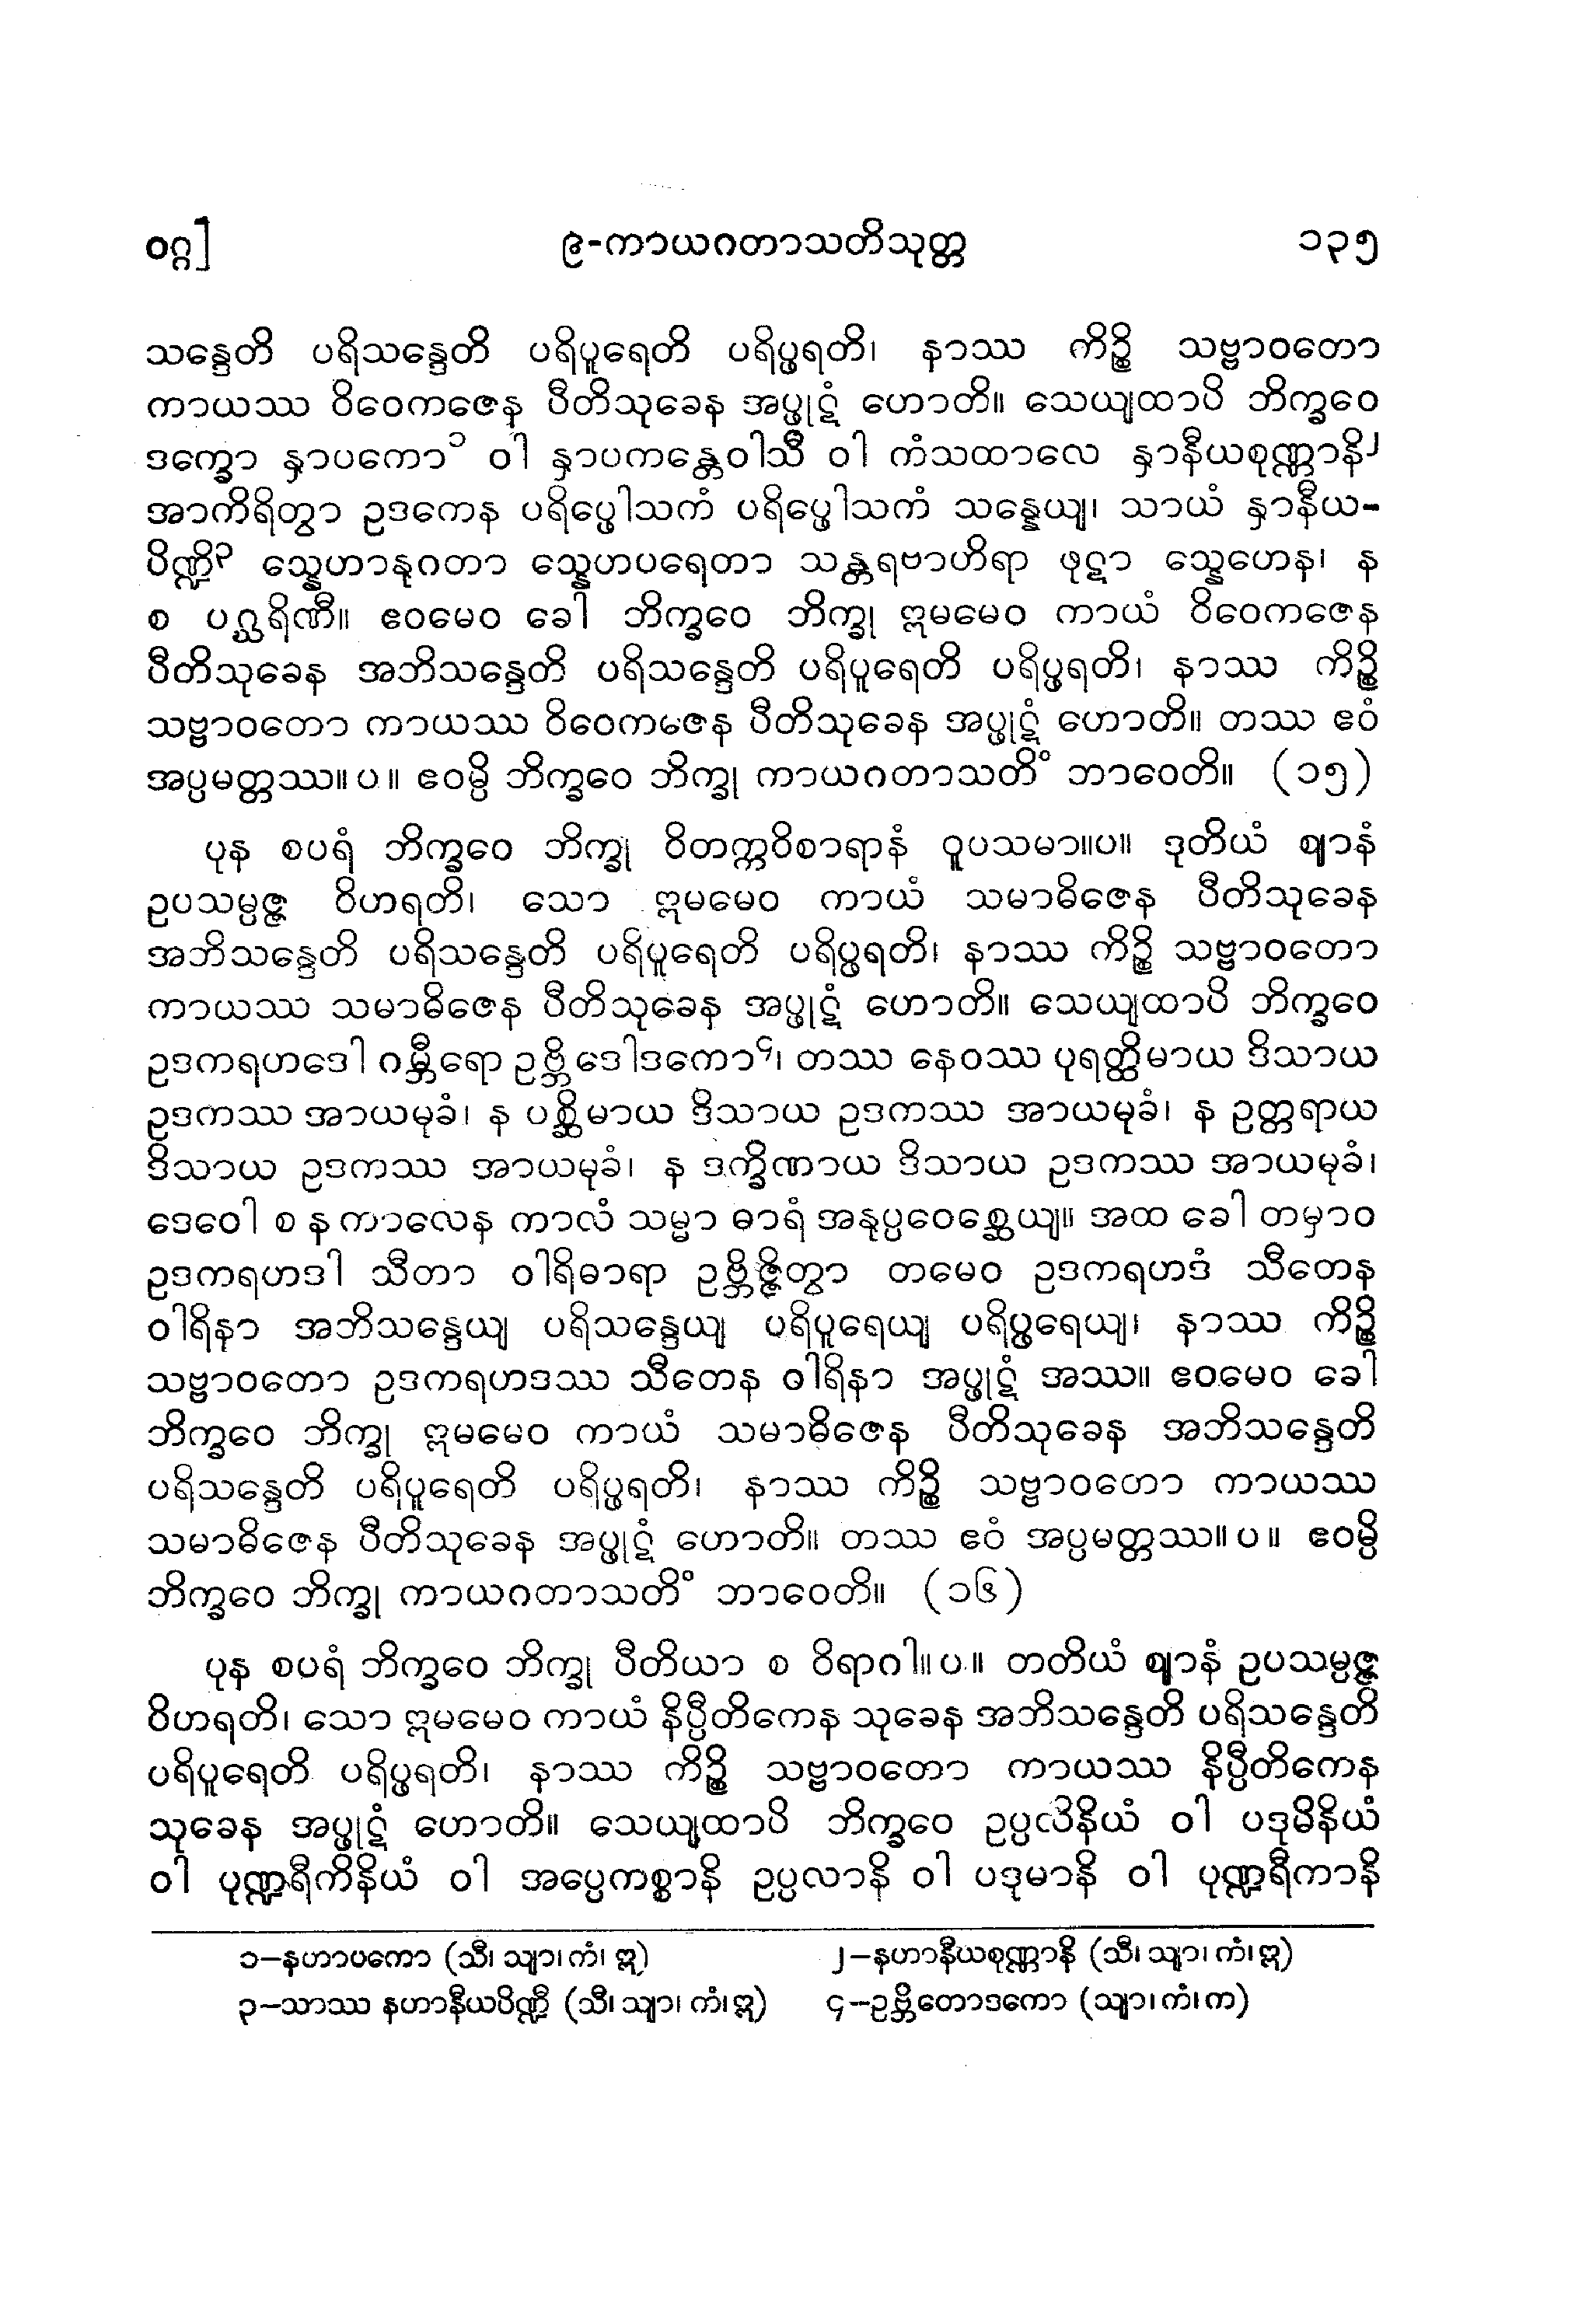 ဝဂ္ဂ] ၉-ကာယဂတာသတိသုတ္တ ၁၃၅
သန္ဒေတိ ပရိသန္ဒေတိ ပရိပူရေတိ ပရိပ္ဖရတိ၊ နာဿ ကိဉ္စိ သဗ္ဗာဝတော
ကာယဿ ဝိဝေကဇေန ပီတိသုခေန အပ္ဖုဋံ ဟောတိ။ သေယျထာပိ ဘိက္ခဝေ
ဒက္ခော နှာပကော၁ ဝါ နှာပကန္တေဝါသီ ဝါ ကံသထာလေ နှာနီယစုဏ္ဏာနိ၂
အာကိရိတွာ ဥဒကေန ပရိပ္ဖေါသကံ ပရိပ္ဖေါသကံ သန္နေယျ၊ သာယံ နှာနီယ-
ပိဏ္ဍိ၃ သ္နေဟာနုဂတာ သ္နေဟပရေတာ သန္တရဗာဟိရာ ဖုဋာ သ္နေဟေန၊ န
စ ပဂ္ဃရိဏီ။ ဧဝမေဝ ခေါ ဘိက္ခဝေ ဘိက္ခု ဣမမေဝ ကာယံ ဝိဝေကဇေန
ပီတိသုခေန အဘိသန္ဒေတိ ပရိသန္ဒေတိ ပရိပူရေတိ ပရိပ္ဖရတိ၊ နာဿ ကိဉ္စိ
သဗ္ဗာဝတော ကာယဿ ဝိဝေကဇေန ပီတိသုခေန အပ္ဖုဋံ ဟောတိ။ တဿ ဧဝံ
အပ္ပမတ္တဿ။ပ။ ဧဝမ္ပိ ဘိက္ခဝေ ဘိက္ခု ကာယဂတာသတိံ ဘာဝေတိ။ (၁၅)
ပုန စပရံ ဘိက္ခဝေ ဘိက္ခု ဝိတက္ကဝိစာရာနံ ဝူပသမာ။ပ။ ဒုတိယံ ဈာနံ
ဥပသမ္ပဇ္ဇ ဝိဟရတိ၊ သော ဣမမေဝ ကာယံ သမာဓိဇေန ပီတိသုခေန
အဘိသန္ဒေတိ ပရိသန္ဒေတိ ပရိပူရေတိ ပရိပ္ဖရတိ၊ နာဿ ကိဉ္စိ သဗ္ဗာဝတော
ကာယဿ သမာဓိဇေန ပီတိသုခေန အပ္ဖုဋံ ဟောတိ။ သေယျထာပိ ဘိက္ခဝေ
ဥဒကရဟဒေါ ဂမ္ဘီရော ဥဗ္ဘိဒေါဒကော၄၊ တဿ နေဝဿ ပုရတ္ထိမာယ ဒိသာယ
ဥဒကဿ အာယမုခံ၊ န ပစ္ဆိမာယ ဒိသာယ ဥဒကဿ အာယမုခံ၊ န ဥတ္တရာယ
ဒိသာယ ဥဒကဿ အာယမုခံ၊ န ဒက္ခိဏာယ ဒိသာယ ဥဒကဿ အာယမုခံ၊
ဒေဝေါ စ န ကာလေန ကာလံ သမ္မာ ဓာရံ အနုပ္ပဝေစ္ဆေယျ။ အထ ခေါ တမှာဝ
ဥဒကရဟဒါ သီတာ ဝါရိဓာရာ ဥဗ္ဘိဇ္ဇိတွာ တမေဝ ဥဒကရဟဒံ သီတေန
ဝါရိနာ အဘိသန္ဒေယျ ပရိသန္ဒေယျ ပရိပူရေယျ ပရိပ္ဖရေယျ၊ နာဿ ကိဉ္စိ
သဗ္ဗာဝတော ဥဒကရဟဒဿ သီတေန ဝါရိနာ အပ္ဖုဋံ အဿ။ ဧဝမေဝ ခေါ
ဘိက္ခဝေ ဘိက္ခု ဣမမေဝ ကာယံ သမာဓိဇေန ပီတိသုခေန အဘိသန္ဒေတိ
ပရိသန္ဒေတိ ပရိပူရေတိ ပရိပ္ဖရတိ၊ နာဿ ကိဉ္စိ သဗ္ဗာဝတော ကာယဿ
သမာဓိဇေန ပီတိသုခေန အပ္ဖုဋံ ဟောတိ။ တဿ ဧဝံ အပ္ပမတ္တဿ။ပ။ ဧဝမ္ပိ
ဘိက္ခဝေ ဘိက္ခု ကာယဂတာသတိံ ဘာဝေတိ။ (၁၆)
ပုန စပရံ ဘိက္ခဝေ ဘိက္ခု ပီတိယာ စ ဝိရာဂါ။ပ။ တတိယံ ဈာနံ ဥပသမ္ပဇ္ဇ
ဝိဟရတိ၊ သော ဣမမေဝ ကာယံ နိပ္ပီတိကေန သုခေန အဘိသန္ဒေတိ ပရိသန္ဒေတိ
ပရိပူရေတိ ပရိပ္ဖရတိ၊ နာဿ ကိဉ္စိ သဗ္ဗာဝတော ကာယဿ နိပ္ပီတိကေန
သုခေန အပ္ဖုဋံ ဟောတိ။ သေယျထာပိ ဘိက္ခဝေ ဥပ္ပလိနိယံ ဝါ ပဒုမိနိယံ
ဝါ ပုဏ္ဍရီကိနိယံ ဝါ အပ္ပေကစ္စာနိ ဥပ္ပလာနိ ဝါ ပဒုမာနိ ဝါ ပုဏ္ဍရီကာနိ
၁–နဟာပကော (သီ၊ သျာ၊ ကံ၊ ဣ) ၂–နဟာနီယစုဏ္ဏာနိ (သီ၊ သျာ၊ ကံ၊ ဣ)
၃–သာဿ နဟာနီယပိဏ္ဍီ (သီ၊ သျာ၊ ကံ၊ ဣ) ၄–ဥဗ္ဘိတောဒကော (သျာ၊ ကံ၊ က)